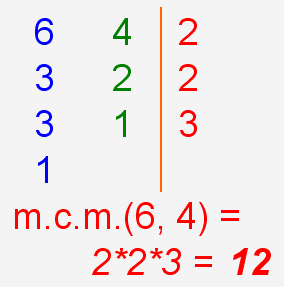 6 4 2
3 2 2
3 1 3
1
m.c.m.(6, 4) =
2*2*3 = 12